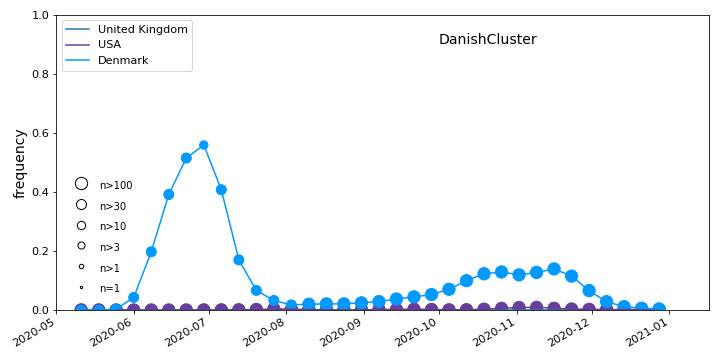 DanishCluster
United Kingdom
USA
Denmark
frequency
1.0
0.8
0.6
0.4
0.2
0.0
n>100
n>30
n>10
n>3
n>1
n=1
2020-05
2020-06
2020-07
2020-08
2020-09
2020-10
2020-11
2020-12
2021-01